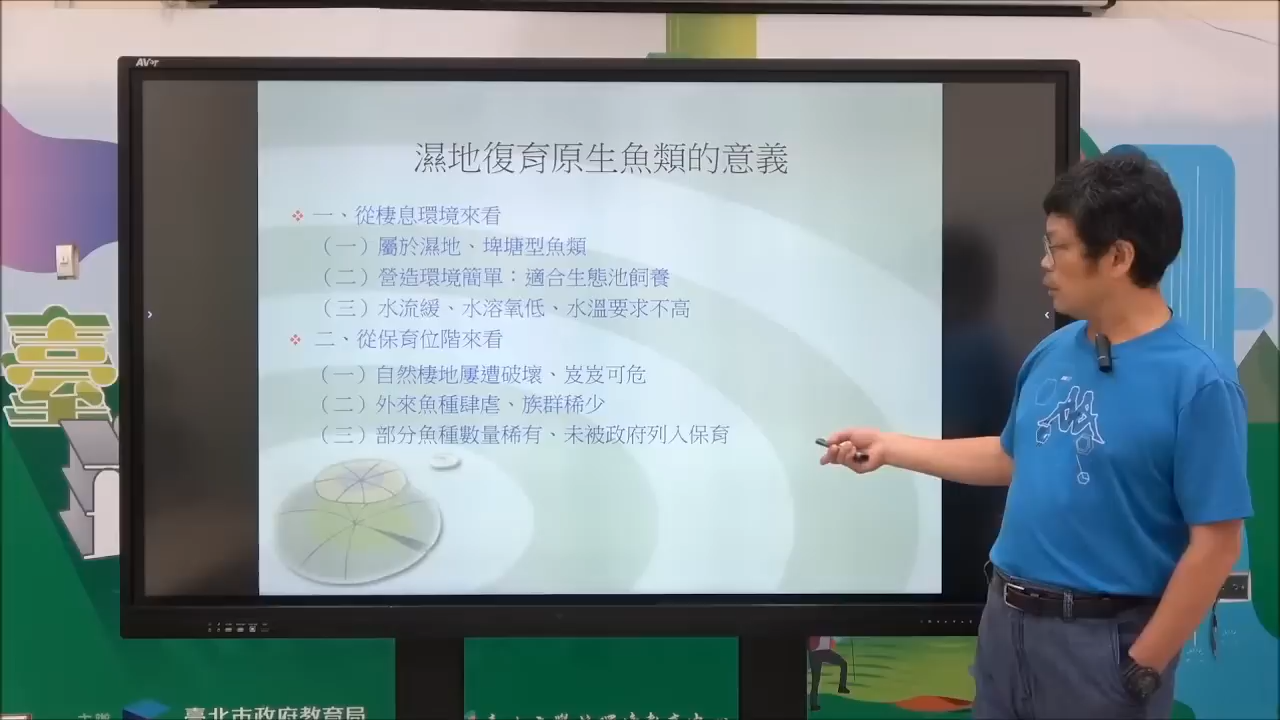 AVer
濕地復育原生魚類的意義
一、從棲息環境來看
（一）屬於濕地、埤塘型魚類
（二）營造環境簡單：適合生態池飼養
（三）水流緩、水溶氧低、水溫要求不高
二、從保育位階來看
（一）自然棲地屢遭破壞、岌岌可危
（二）外來魚種肆虐、族群稀少
（三）部分魚種數量稀有、未被政府列入保育
臺
臺北市政府教育局